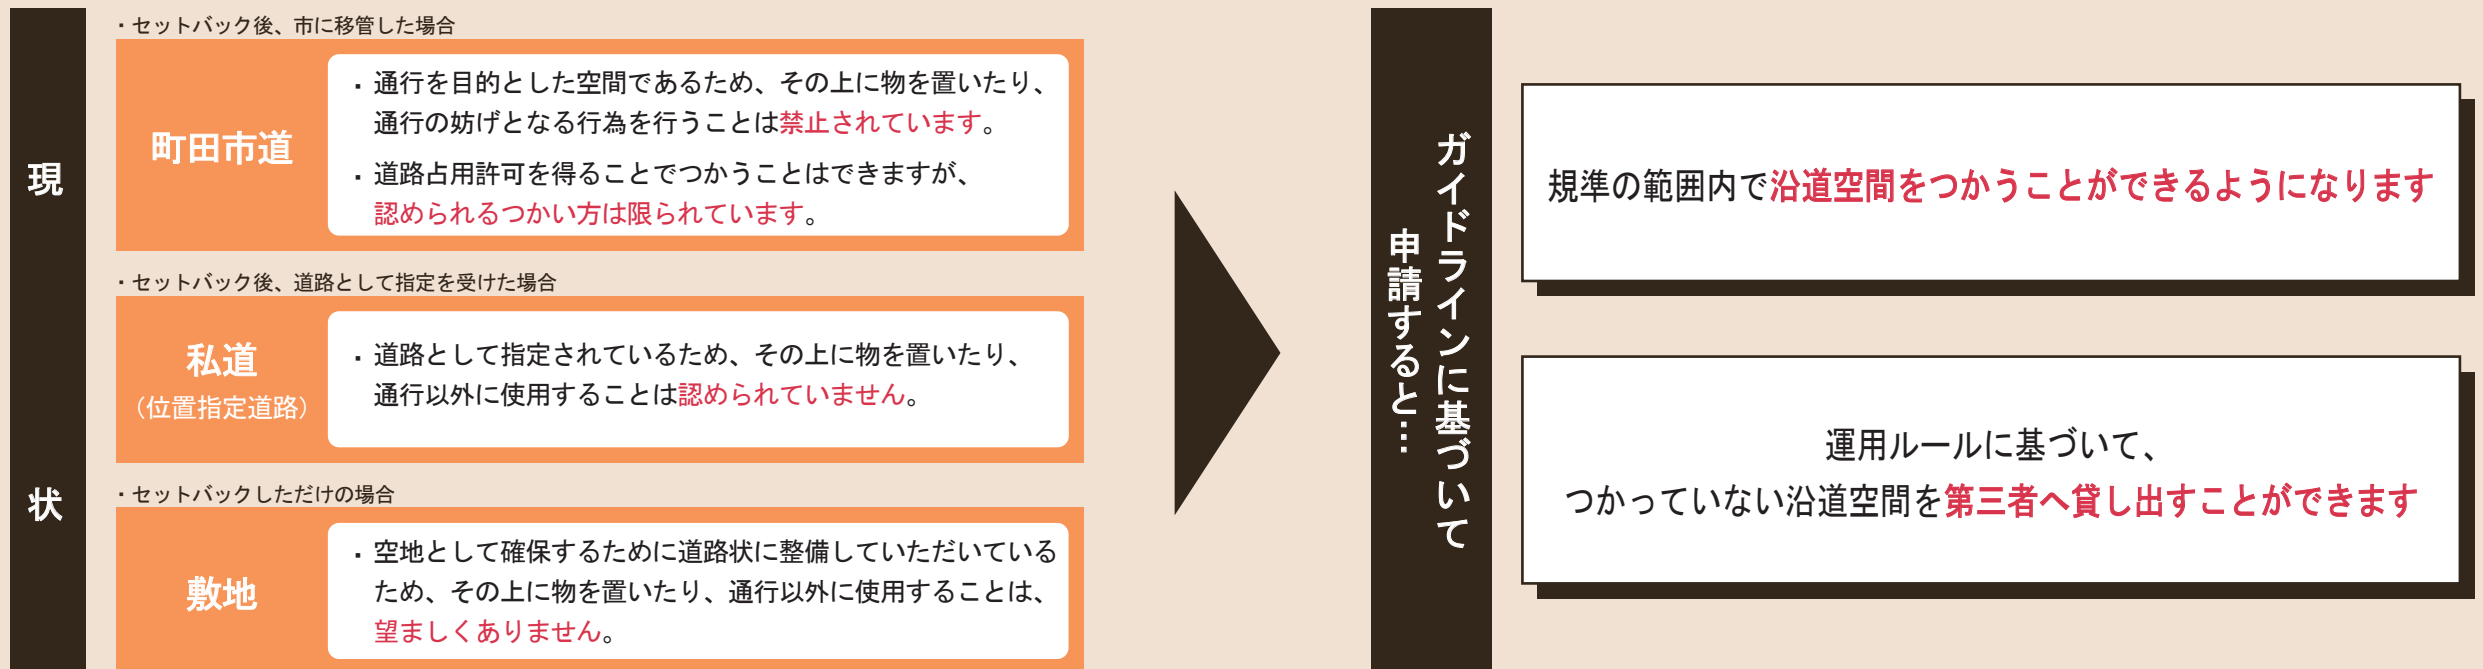 現状
・セットバック後、市に移管した場合
町田市道
・通行を目的とした空間であるため、その上に物を置いたり、
通行の妨げとなる行為を行うことは禁止されています。
・道路占用許可を得ることでつかうことはできますが、
認められるつかい方は限られています。
・セットバック後、道路として指定を受けた場合
私道
（位置指定道路）
・道路として指定されているため、その上に物を置いたり、
通行以外に使用することは認められていません。
・セットバックしただけの場合
敷地
・空地として確保するために道路状に整備していただいている
ため、その上に物を置いたり、通行以外に使用することは、
望ましくありません。
ガイドラインに基づいて
申請すると…
規準の範囲内で沿道空間をつかうことができるようになります
運用ルールに基づいて、
つかっていない沿道空間を第三者へ貸し出すことができます